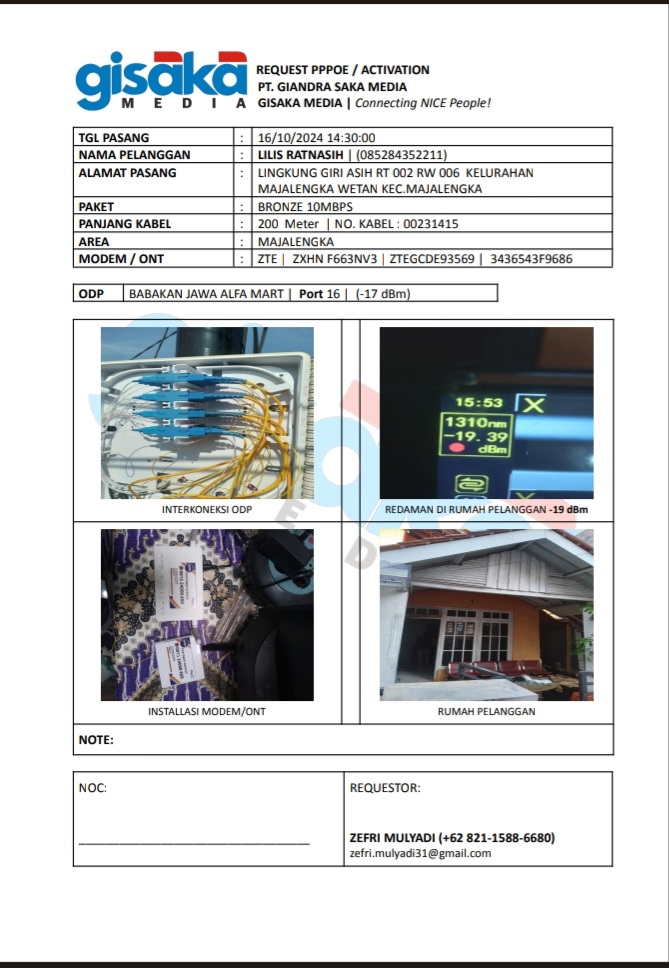 gisaka
MEDIA
REQUEST PPPOE / ACTIVATION
PT. GIANDRA SAKA MEDIA
GISAKA MEDIA | Connecting NICE People!
TGL PASANG : 16/10/2024 14:30:00
NAMA PELANGGAN : LILIS RATNASIH | (085284352211)
ALAMAT PASANG : LINGKUNG GIRI ASIH RT 002 RW 006 KELURAHAN
MAJALENGKA WETAN KEC.MAJALENGKA
PAKET : BRONZE 10MBPS
PANJANG KABEL : 200 Meter | NO. KABEL : 00231415
AREA : MAJALENGKA
MODEM / ONT : ZTE | ZXHN F663NV3 | ZTEGCDE93569 | 3436543F9686
ODP BABAKAN JAWA ALFA MART | Port 16 | (-17 dBm)
15:53
1310nm
-19.39
dBm
INTERKONEKSI ODP
REDAMAN DI RUMAH PELANGGAN -19 dBm
INSTALLASI MODEM/ONT
RUMAH PELANGGAN
NOTE:
NOC:
REQUESTOR:
ZEFRI MULYADI (+62 821-1588-6680)
zefri.mulyadi31@gmail.com